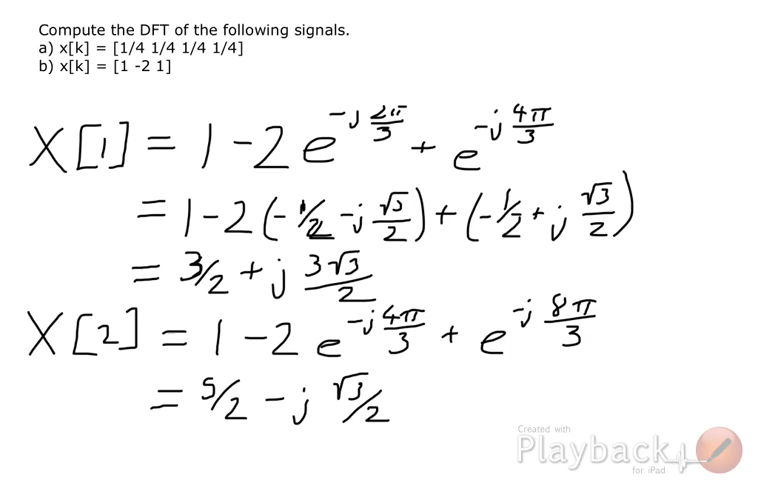 Compute the DFT of the following signals.
a) x[k] = [1/4 1/4 1/4 1/4]
b) x[k] = [1 -2 1]
X[1] = 1 - 2 e^{-j 2π/3} + e^{-j 4π/3}
= 1 - 2 (-1/2 - j √3/2) + (-1/2 + j √3/2)
= 3/2 + j 3√3/2
X[2] = 1 - 2 e^{-j 4π/3} + e^{-j 8π/3}
= 5/2 - j √3/2
Created with
Playback
for iPad